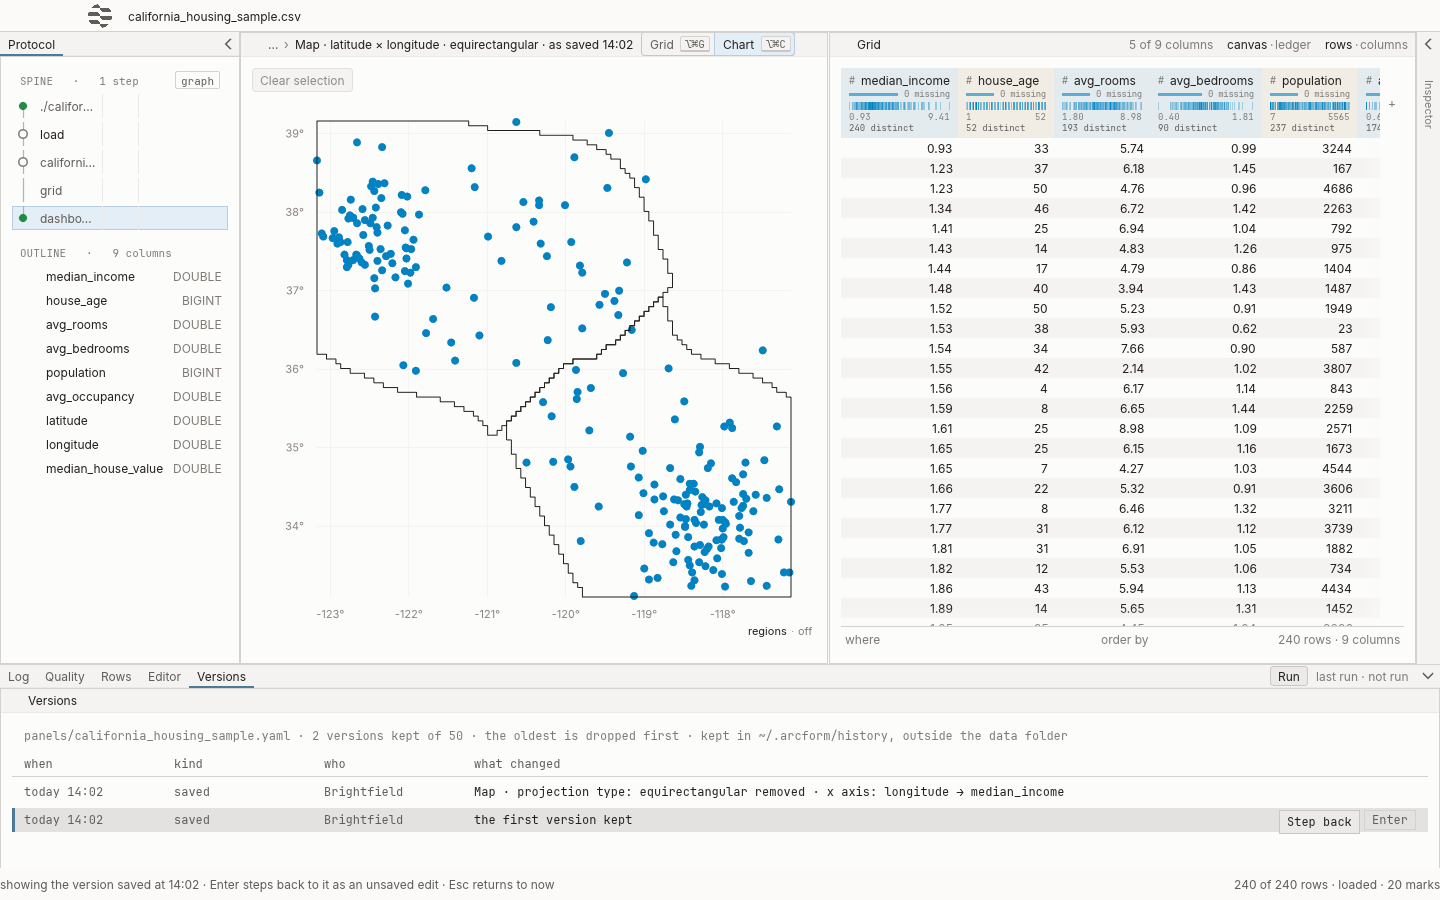 california_housing_sample.csv
Protocol
SPINE · 1 step graph
./califor...
load
californi...
grid
dashbo...
OUTLINE · 9 columns
median_income DOUBLE
house_age BIGINT
avg_rooms DOUBLE
avg_bedrooms DOUBLE
population BIGINT
avg_occupancy DOUBLE
latitude DOUBLE
longitude DOUBLE
median_house_value DOUBLE
... › Map · latitude × longitude · equirectangular · as saved 14:02 Grid ⌥⌘G Chart ⌥⌘C
Clear selection
39°
38°
37°
36°
35°
34°
-123° -122° -121° -120° -119° -118°
regions · off
Grid 5 of 9 columns canvas · ledger rows · columns
# median_income # house_age # avg_rooms # avg_bedrooms # population #
0 missing 0 missing 0 missing 0 missing 0 missing
0.93 9.41 1 52 1.80 8.98 0.40 1.81 7 5565
240 distinct 52 distinct 193 distinct 90 distinct 237 distinct 174
+
0.93 33 5.74 0.99 3244
1.23 37 6.18 1.45 167
1.23 50 4.76 0.96 4686
1.34 46 6.72 1.42 2263
1.41 25 6.94 1.04 792
1.43 14 4.83 1.26 975
1.44 17 4.79 0.86 1404
1.48 40 3.94 1.43 1487
1.52 50 5.23 0.91 1949
1.53 38 5.93 0.62 23
1.54 34 7.66 0.90 587
1.55 42 2.14 1.02 3807
1.56 4 6.17 1.14 843
1.59 8 6.65 1.44 2259
1.61 25 8.98 1.09 2571
1.65 25 6.15 1.16 1673
1.65 7 4.27 1.03 4544
1.66 22 5.32 0.91 3606
1.77 8 6.46 1.32 3211
1.77 31 6.12 1.12 3739
1.81 31 6.91 1.05 1882
1.82 12 5.53 1.06 734
1.86 43 5.94 1.13 4434
1.89 14 5.65 1.31 1452
where order by 240 rows · 9 columns
Inspector
Log Quality Rows Editor Versions Run last run · not run
Versions
panels/california_housing_sample.yaml · 2 versions kept of 50 · the oldest is dropped first · kept in ~/.arcform/history, outside the data folder
when kind who what changed
today 14:02 saved Brightfield Map · projection type: equirectangular removed · x axis: longitude → median_income
today 14:02 saved Brightfield the first version kept Step back Enter
showing the version saved at 14:02 · Enter steps back to it as an unsaved edit · Esc returns to now 240 of 240 rows · loaded · 20 marks